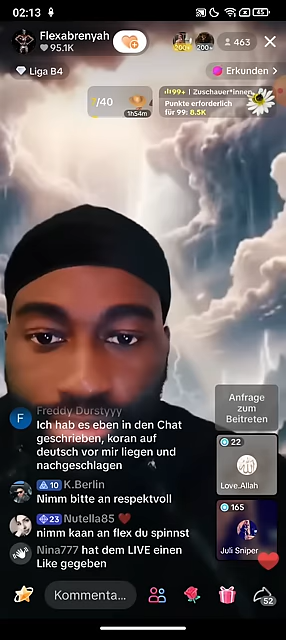 02:13
45
Flexabrenyah
95.1K
200+
200+
463
Liga B4
Erkunden >
/40
1h54m
99+ | Zuschauer*innen
Punkte erforderlich
für 99: 8.5K
Anfrage
zum
Beitreten
Freddy Durstyyy
Ich hab es eben in den Chat
geschrieben, koran auf
deutsch vor mir liegen und
nachgeschlagen
22
Love.Allah
10 K.Berlin
Nimm bitte an respektvoll
23 Nutella85
nimm kaan an flex du spinnst
165
Juli Sniper
Nina777 hat dem LIVE einen
Like gegeben
Kommenta...
52